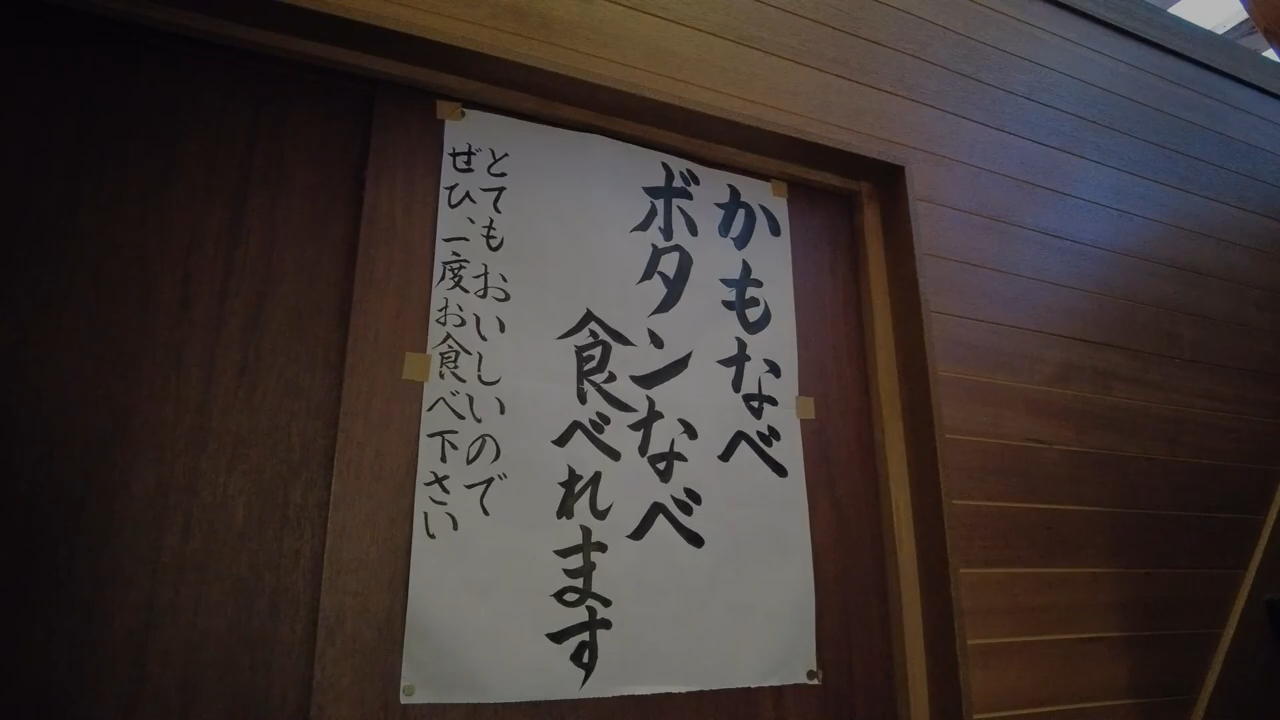 かもなべ
ボタンなべ
食べれます
とてもおいしいので
ぜひ、一度お食べ下さい